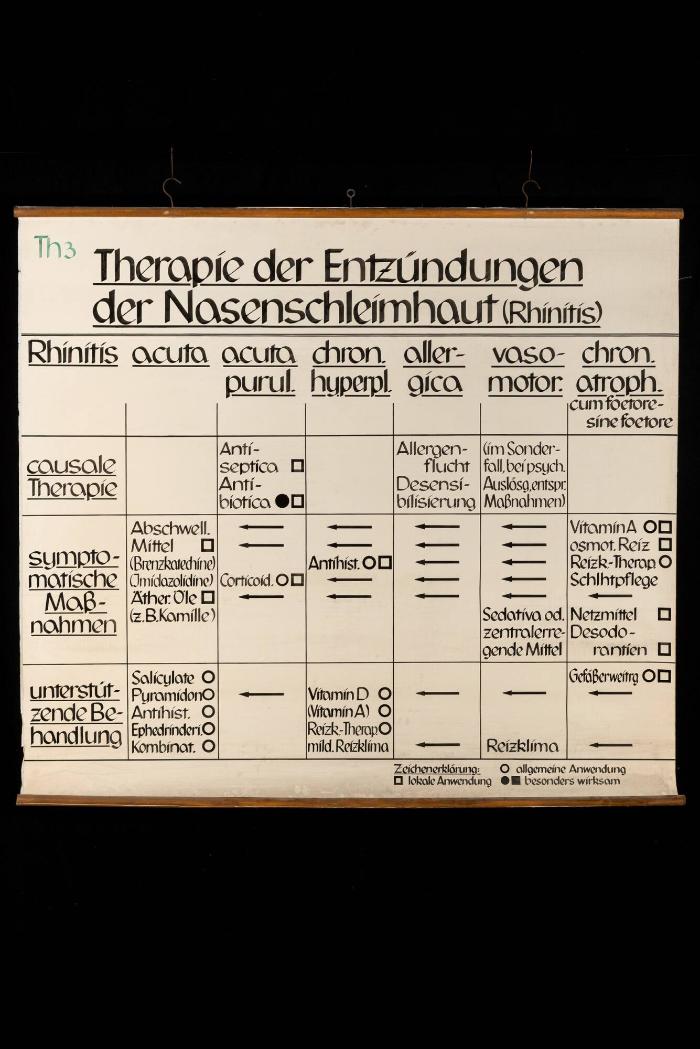 Th3
Therapie der Entzündungen
der Nasenschleimhaut (Rhinitis)
Rhinitis acuta acuta purul. chron. hyperpl. aller-gica vaso-motor. chron. atroph.
cum foetore-
sine foetore
causale
Therapie
Anti-
septica □
Anti-
biotica ●□
Allergen-
flucht
Desensi-
bilisierung
(im Sonder-
fall, bei psych.
Auslösg. entspr.
Maßnahmen)
sympto-
matische
Maß-
nahmen
Abschwell.
Mittel □
(Brenzkatechine)
(Imidazolidine)
Äther. Öle □
(z.B. Kamille)
←
←
Corticoid. ○□
←
←
←
Antihist. ○□
←
←
←
←
←
←
←
←
←
←
←
←
Sedativa od.
zentralerre-
gende Mittel
Vitamin A ○□
osmot. Reiz □
Reizk-Therap ○
Schlhtpflege
←
Netzmittel □
Desodo-
rantien □
unterstüt-
zende Be-
handlung
Salicylate ○
Pyramidon ○
Antihist. ○
Ephedrinderi. ○
Kombinat. ○
←
Vitamin D ○
(Vitamin A) ○
Reizk.-Therap ○
mild. Reizklima
←
←
←
Reizklima
Gefäßerweitrg ○□
←
←
Zeichenerklärung: ○ allgemeine Anwendung
□ lokale Anwendung ●■ besonders wirksam